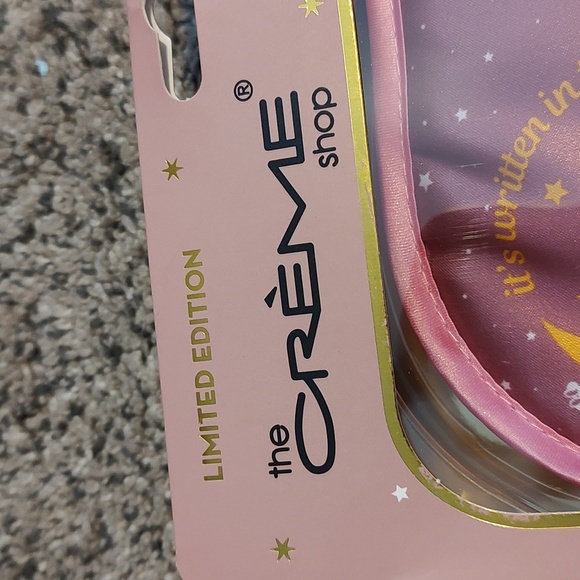 LIMITED EDITION
the CRÈME®
shop
it's written in